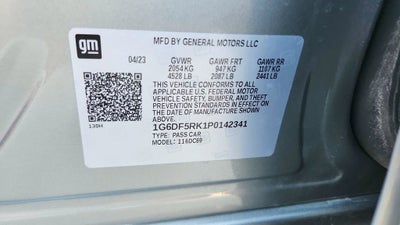 gm
MFD BY GENERAL MOTORS LLC
04/23 GVWR GAWR FRT GAWR RR
2054 KG 947 KG 1107 KG
4528 LB 2087 LB 2441 LB
THIS VEHICLE CONFORMS TO ALL
APPLICABLE U.S. FEDERAL MOTOR
VEHICLE SAFETY, BUMPER, AND THEFT
PREVENTION STANDARDS IN EFFECT ON
THE DATE OF MANUFACTURE SHOWN
ABOVE.
1G6DF5RK1P0142341
TYPE: PASS CAR
MODEL: 116DC69